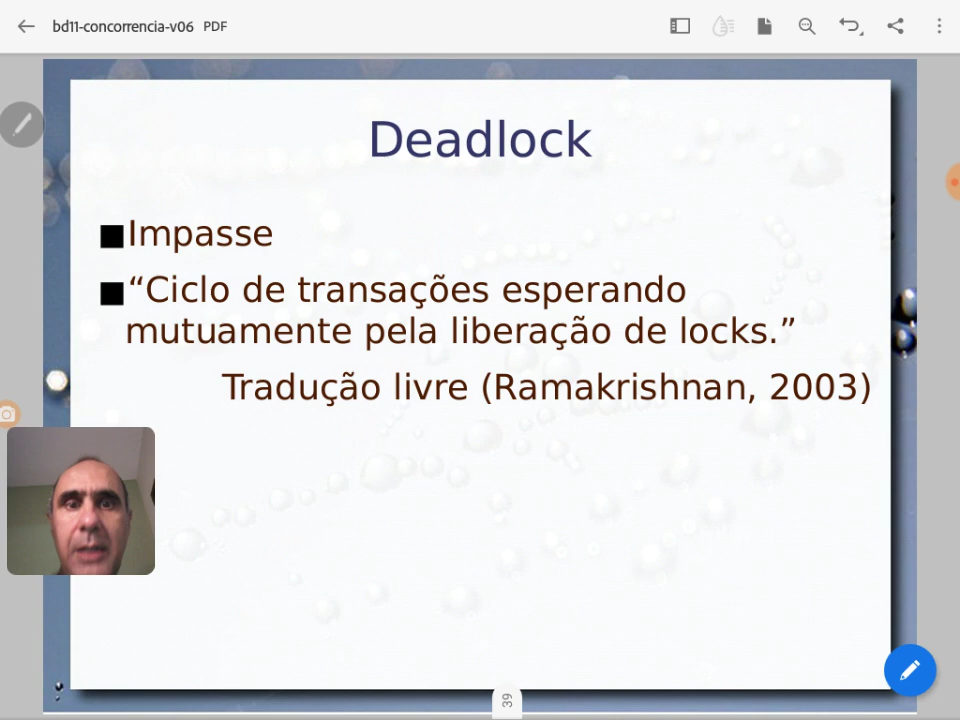 bd11-concorrencia-v06 PDF
Deadlock
Impasse
“Ciclo de transações esperando
mutuamente pela liberação de locks.”
Tradução livre (Ramakrishnan, 2003)
39